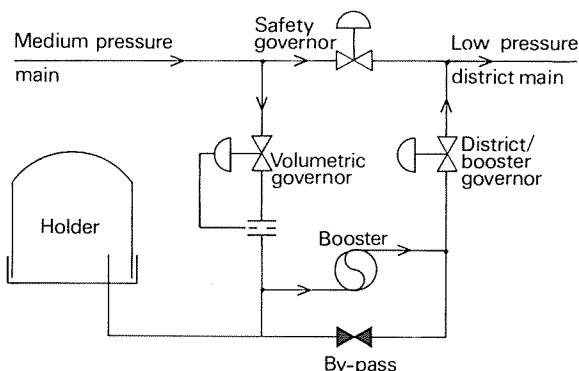 Medium pressure
main
Safety
governor
Low pressure
district main
Volumetric
governor
District/
booster
governor
Holder
Booster
By-pass